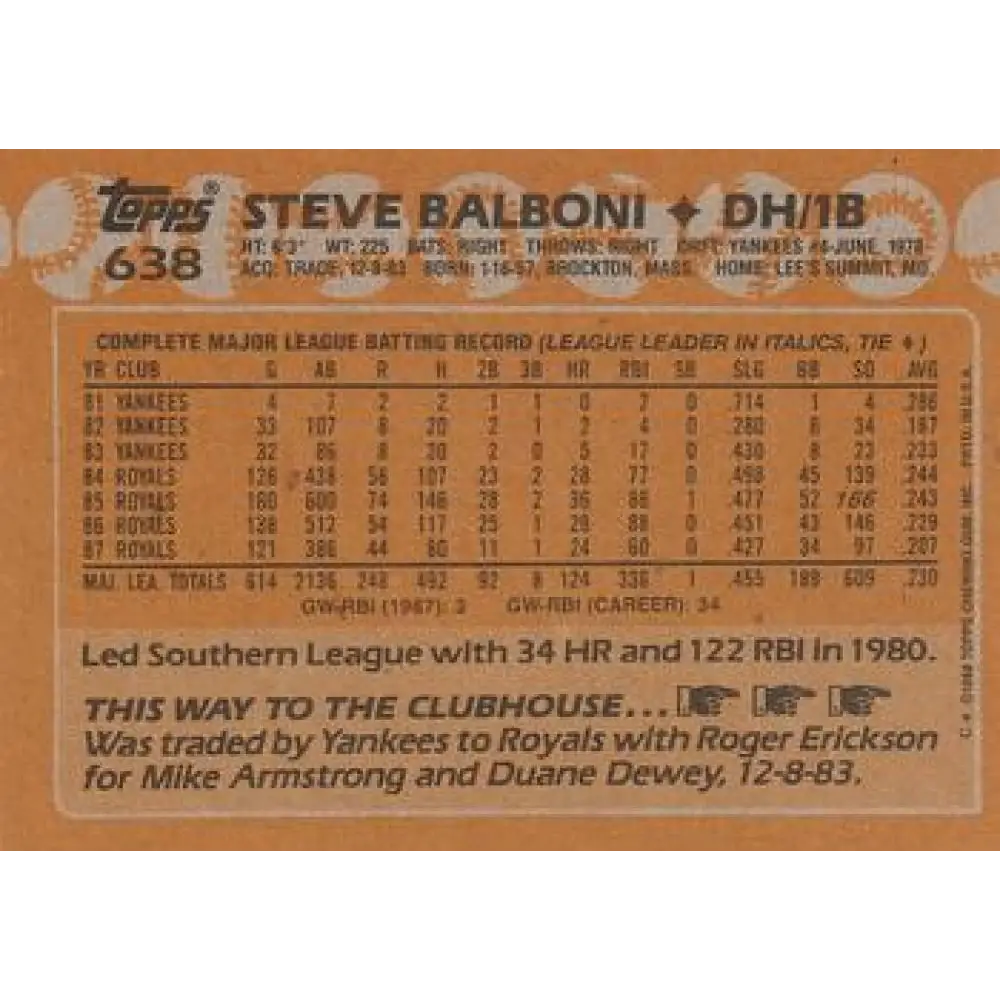 Topps® STEVE BALBONI ✦ DH/1B
638 HT: 6'3" WT: 225 BATS: RIGHT THROWS: RIGHT DRFT: YANKEES #4-JUNE, 1978
ACQ: TRADE, 12-8-83 BORN: 1-16-57, BROCKTON, MASS. HOME: LEE'S SUMMIT, MO.
COMPLETE MAJOR LEAGUE BATTING RECORD (LEAGUE LEADER IN ITALICS, TIE ♦)
YR CLUB G AB R H 2B 3B HR RBI SB SLG BB SO AVG
81 YANKEES 4 7 2 2 1 1 0 2 0 .714 1 4 .286
82 YANKEES 33 107 8 20 2 1 2 4 0 .280 6 34 .187
83 YANKEES 32 86 8 20 2 0 5 17 0 .430 8 23 .233
84 ROYALS 126 438 58 107 23 2 28 77 0 .498 45 139 .244
85 ROYALS 160 600 74 146 28 2 36 88 1 .477 52 166 .243
86 ROYALS 138 512 54 117 25 1 29 88 0 .451 43 146 .229
87 ROYALS 121 386 44 80 11 1 24 60 0 .427 34 97 .207
MAJ. LEA. TOTALS 614 2136 248 492 92 8 124 336 1 .455 189 609 .230
GW-RBI (1987): 3 GW-RBI (CAREER): 34
Led Southern League with 34 HR and 122 RBI in 1980.
THIS WAY TO THE CLUBHOUSE...
Was traded by Yankees to Royals with Roger Erickson
for Mike Armstrong and Duane Dewey, 12-8-83.
C* ©1988 TOPPS CHEWING GUM INC. PRTD. IN U.S.A.